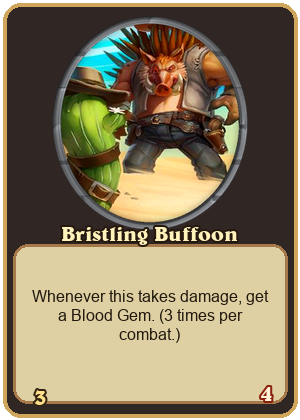 Bristling Buffoon
Whenever this takes damage, get
a Blood Gem. (3 times per
combat.)
3
4